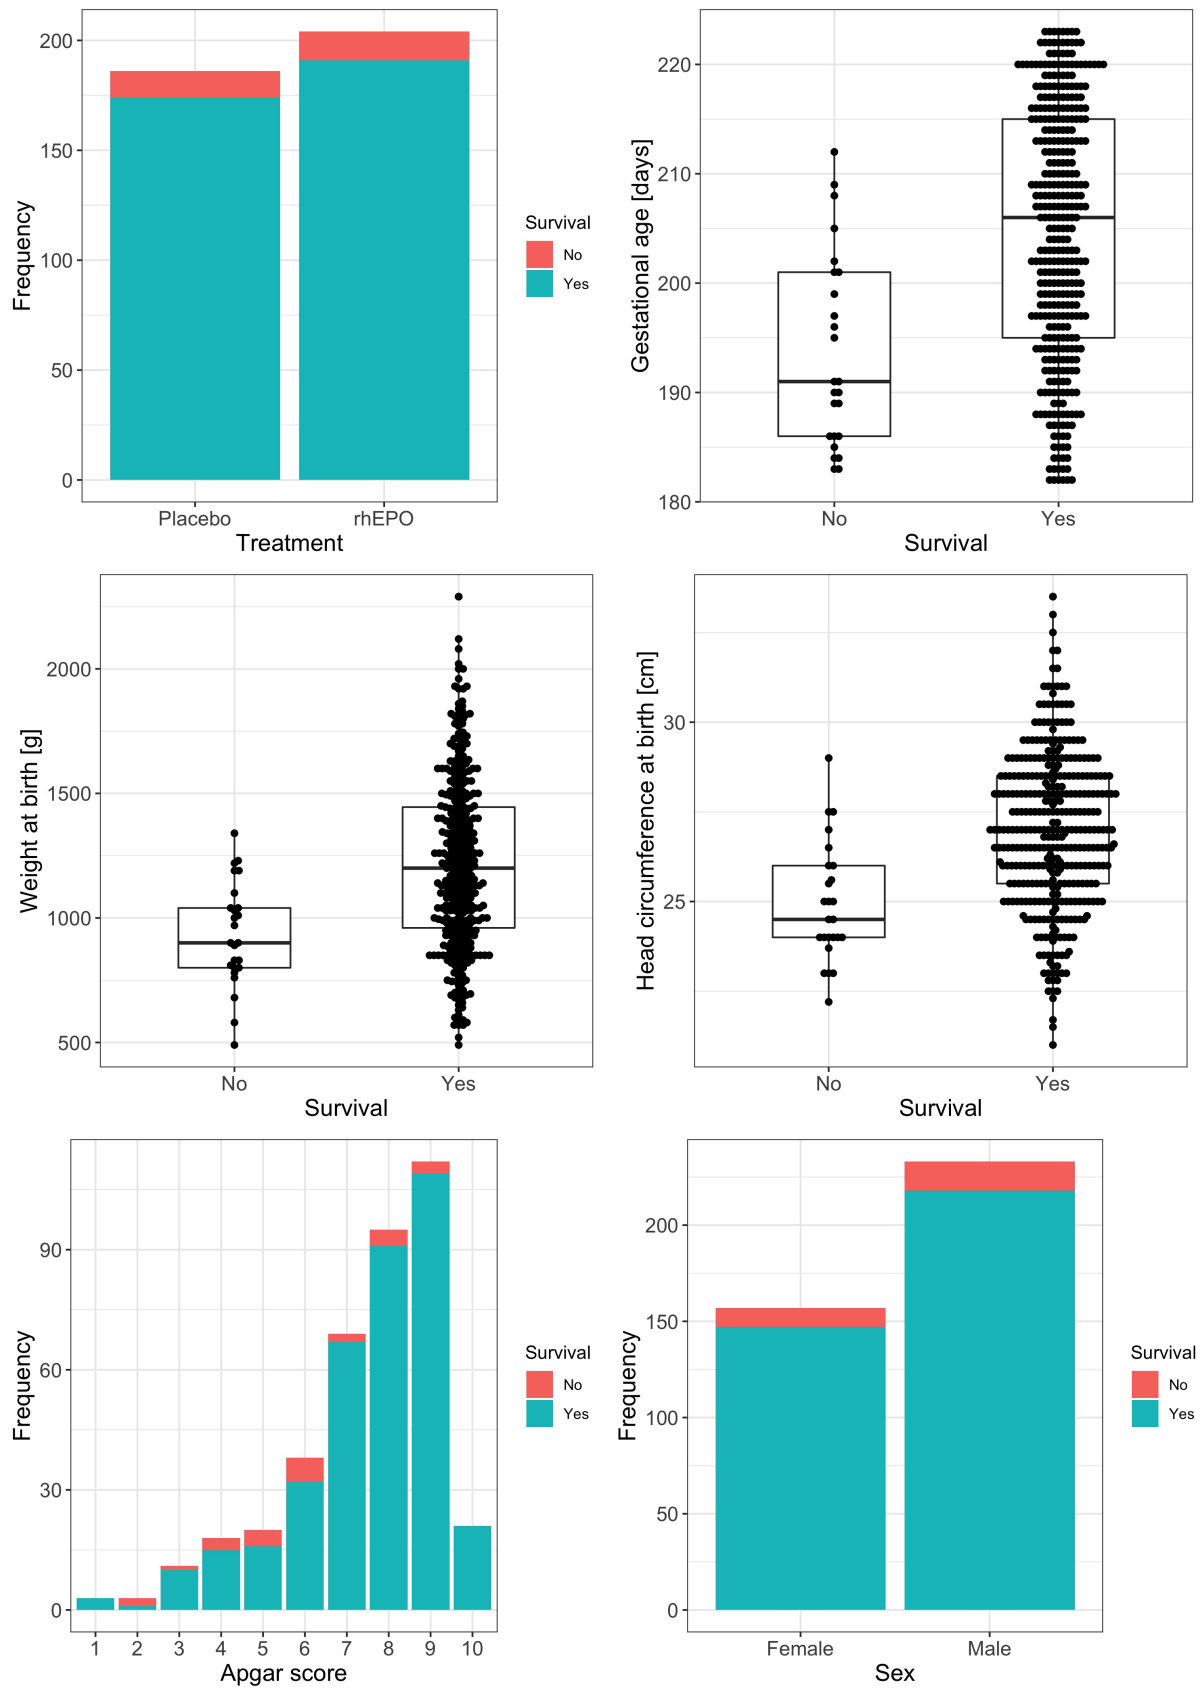 200
150
100
50
0
Frequency
Placebo
rhEPO
Treatment
Survival
No
Yes
220
210
200
190
180
Gestational age [days]
No
Yes
Survival
2000
1500
1000
500
Weight at birth [g]
No
Yes
Survival
30
25
Head circumference at birth [cm]
No
Yes
Survival
90
60
30
0
Frequency
1 2 3 4 5 6 7 8 9 10
Apgar score
Survival
No
Yes
200
150
100
50
0
Frequency
Female
Male
Sex
Survival
No
Yes